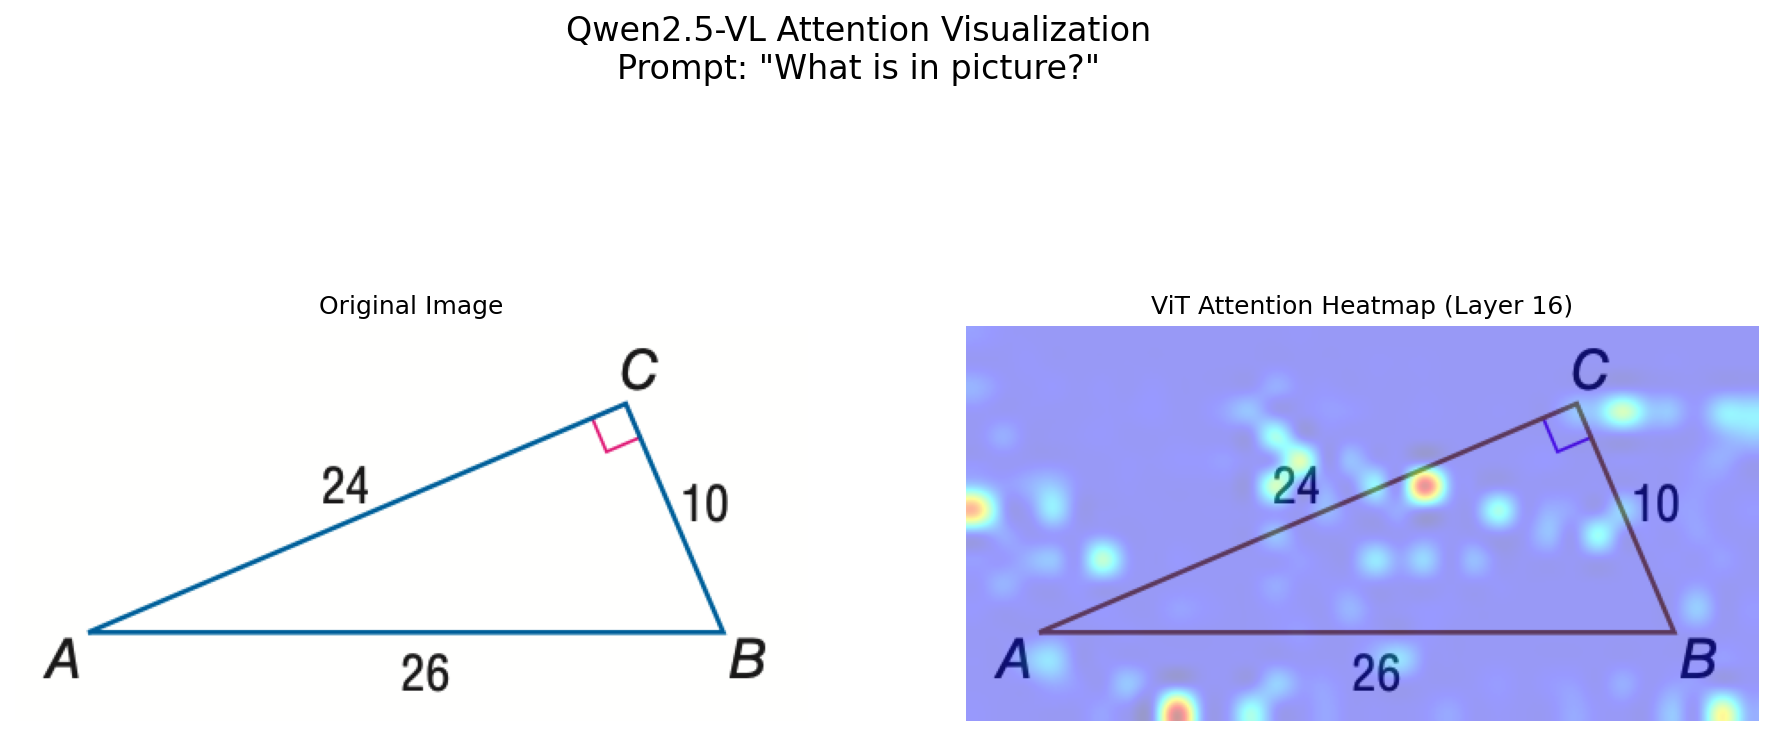 Qwen2.5-VL Attention Visualization
Prompt: "What is in picture?"
Original Image
C
24
10
A
B
26
ViT Attention Heatmap (Layer 16)
C
24
10
A
B
26